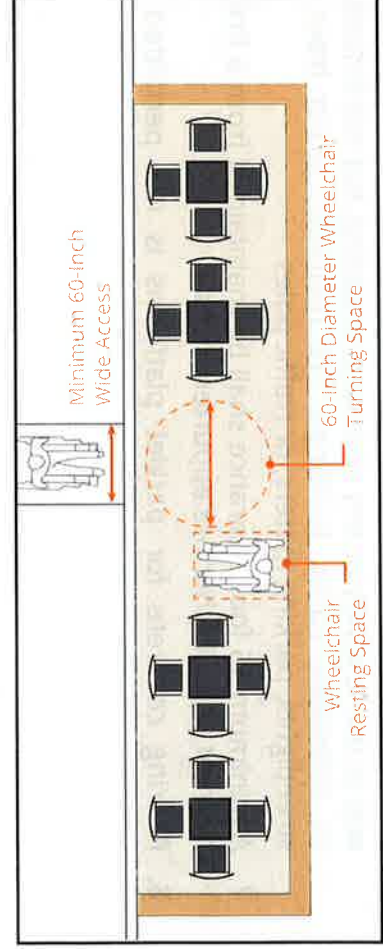 Minimum 60-Inch
Wide Access
Wheelchair
Resting Space
60-Inch Diameter Wheelchair
Turning Space